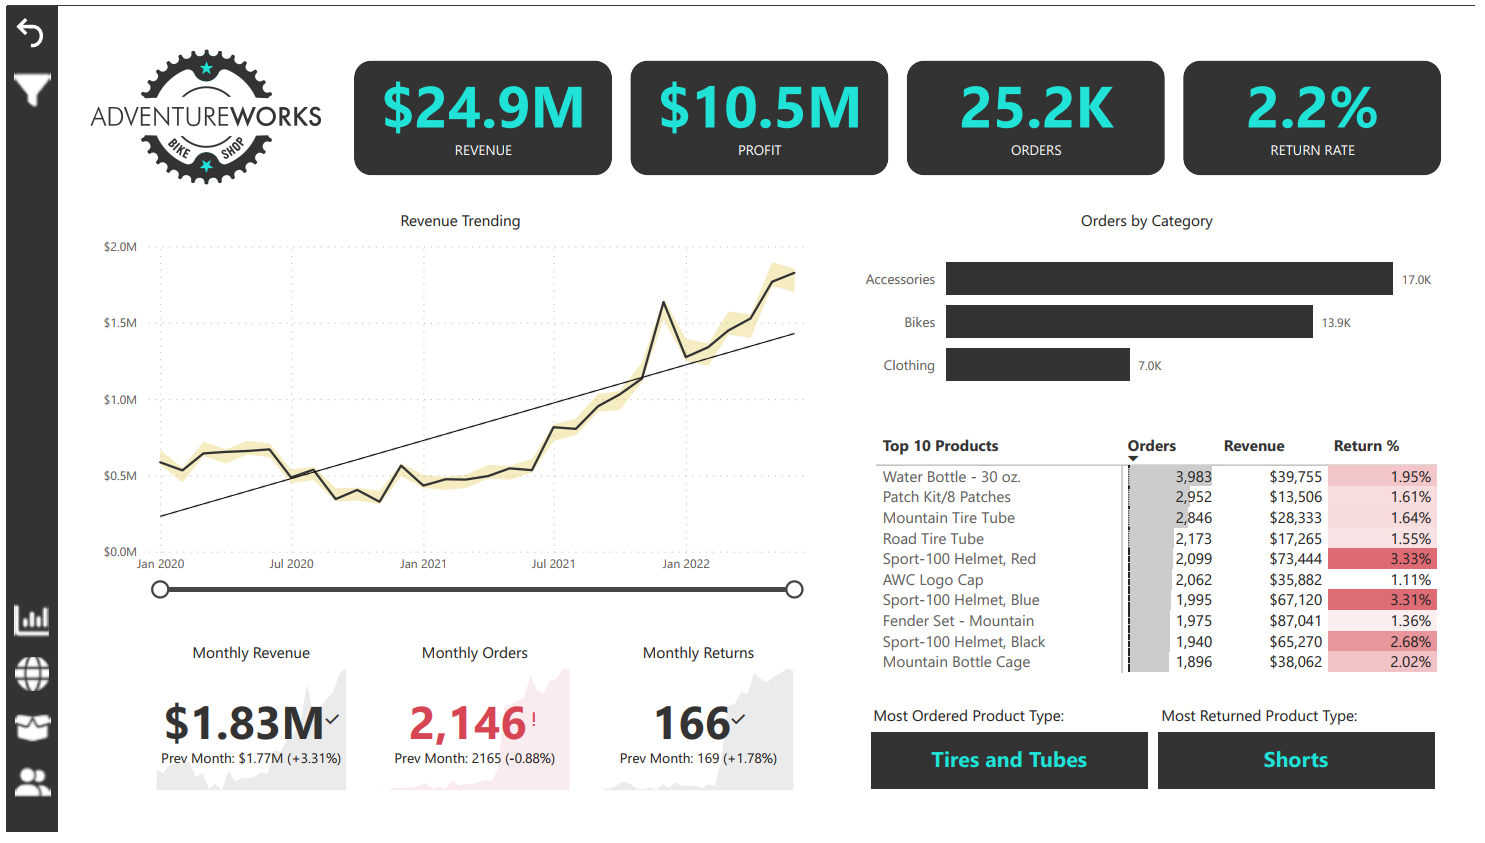 ADVENTUREWORKS
BIKE SHOP
$24.9M
REVENUE
$10.5M
PROFIT
25.2K
ORDERS
2.2%
RETURN RATE
Revenue Trending
$2.0M
$1.5M
$1.0M
$0.5M
$0.0M
Jan 2020 Jul 2020 Jan 2021 Jul 2021 Jan 2022
Orders by Category
Accessories 17.0K
Bikes 13.9K
Clothing 7.0K
Top 10 Products Orders Revenue Return %
Water Bottle - 30 oz. 3,983 $39,755 1.95%
Patch Kit/8 Patches 2,952 $13,506 1.61%
Mountain Tire Tube 2,846 $28,333 1.64%
Road Tire Tube 2,173 $17,265 1.55%
Sport-100 Helmet, Red 2,099 $73,444 3.33%
AWC Logo Cap 2,062 $35,882 1.11%
Sport-100 Helmet, Blue 1,995 $67,120 3.31%
Fender Set - Mountain 1,975 $87,041 1.36%
Sport-100 Helmet, Black 1,940 $65,270 2.68%
Mountain Bottle Cage 1,896 $38,062 2.02%
Monthly Revenue
$1.83M
Prev Month: $1.77M (+3.31%)
Monthly Orders
2,146!
Prev Month: 2165 (-0.88%)
Monthly Returns
166
Prev Month: 169 (+1.78%)
Most Ordered Product Type:
Tires and Tubes
Most Returned Product Type:
Shorts